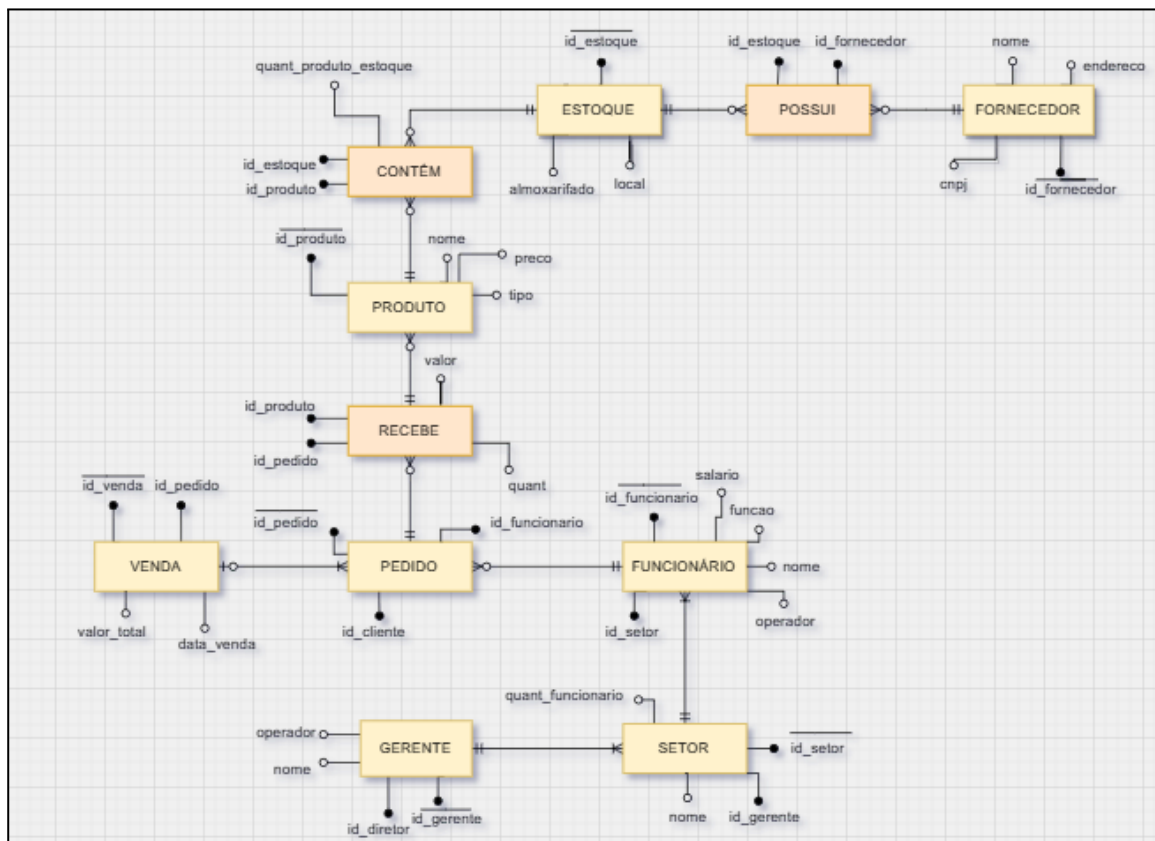 id_estoque
id_estoque
id_fornecedor
nome
endereco
quant_produto_estoque
ESTOQUE
POSSUI
FORNECEDOR
id_estoque
CONTÉM
id_produto
almoxarifado
local
cnpj
id_fornecedor
id_produto
nome
preco
tipo
PRODUTO
valor
id_produto
RECEBE
id_pedido
quant
id_venda
id_pedido
id_pedido
id_funcionario
id_funcionario
salario
funcao
VENDA
PEDIDO
FUNCIONÁRIO
nome
valor_total
data_venda
id_cliente
id_setor
operador
quant_funcionario
operador
GERENTE
SETOR
id_setor
nome
id_diretor
id_gerente
nome
id_gerente